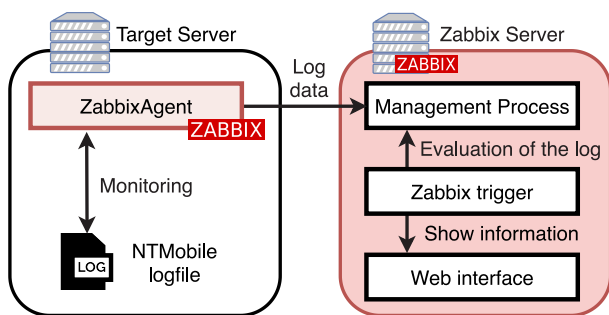 Target Server
ZabbixAgent
ZABBIX
Monitoring
LOG
NTMobile
logfile
Log
data
Zabbix Server
ZABBIX
Management Process
Evaluation of the log
Zabbix trigger
Show information
Web interface